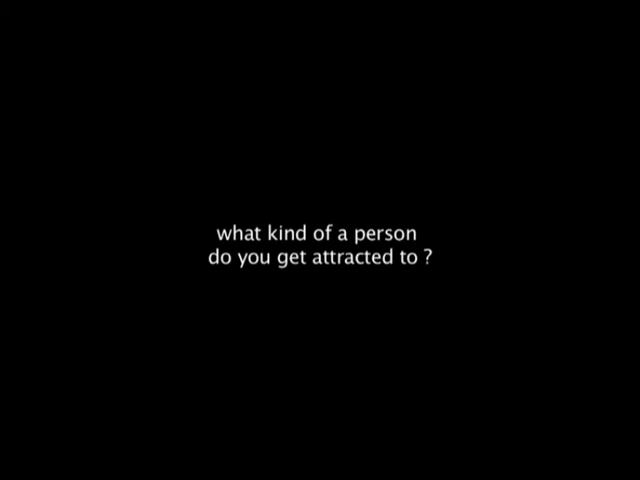 what kind of a person
do you get attracted to ?